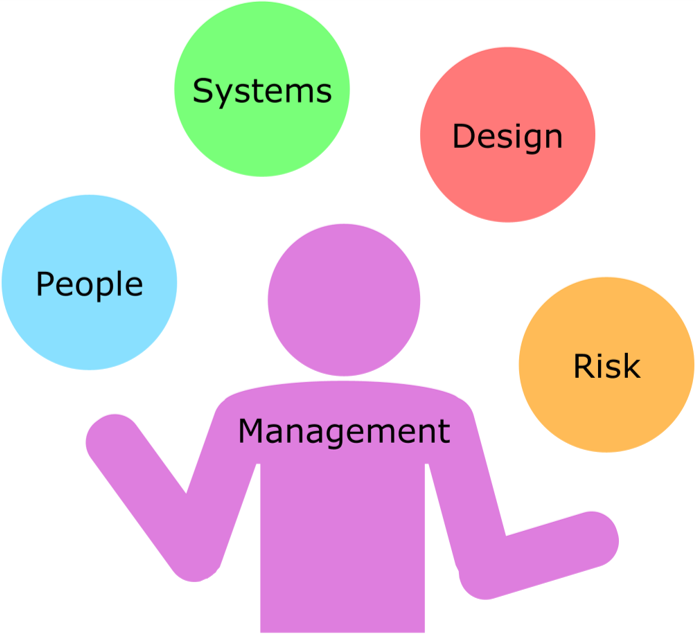 Systems
Design
People
Risk
Management